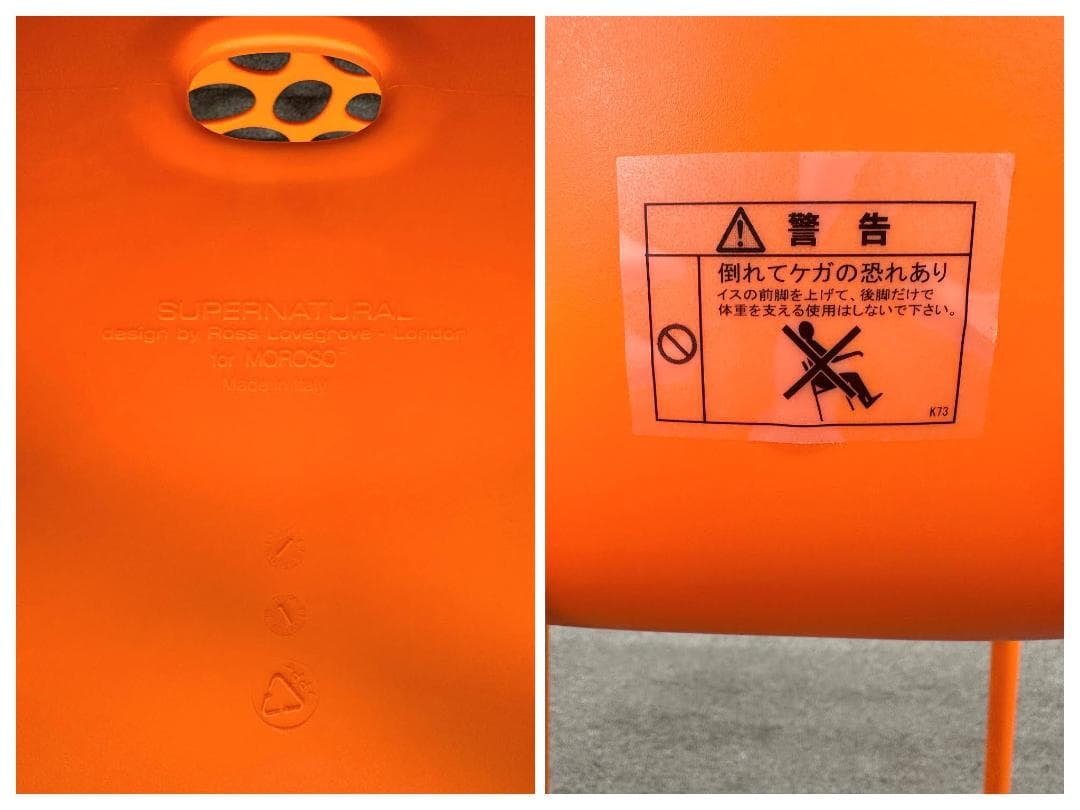 SUPERNATURAL
design by Ross Lovegrove - London
for MOROSO
Made in Italy
警告
倒れてケガの恐れあり
イスの前脚を上げて、後脚だけで
体重を支える使用はしないで下さい。
K73